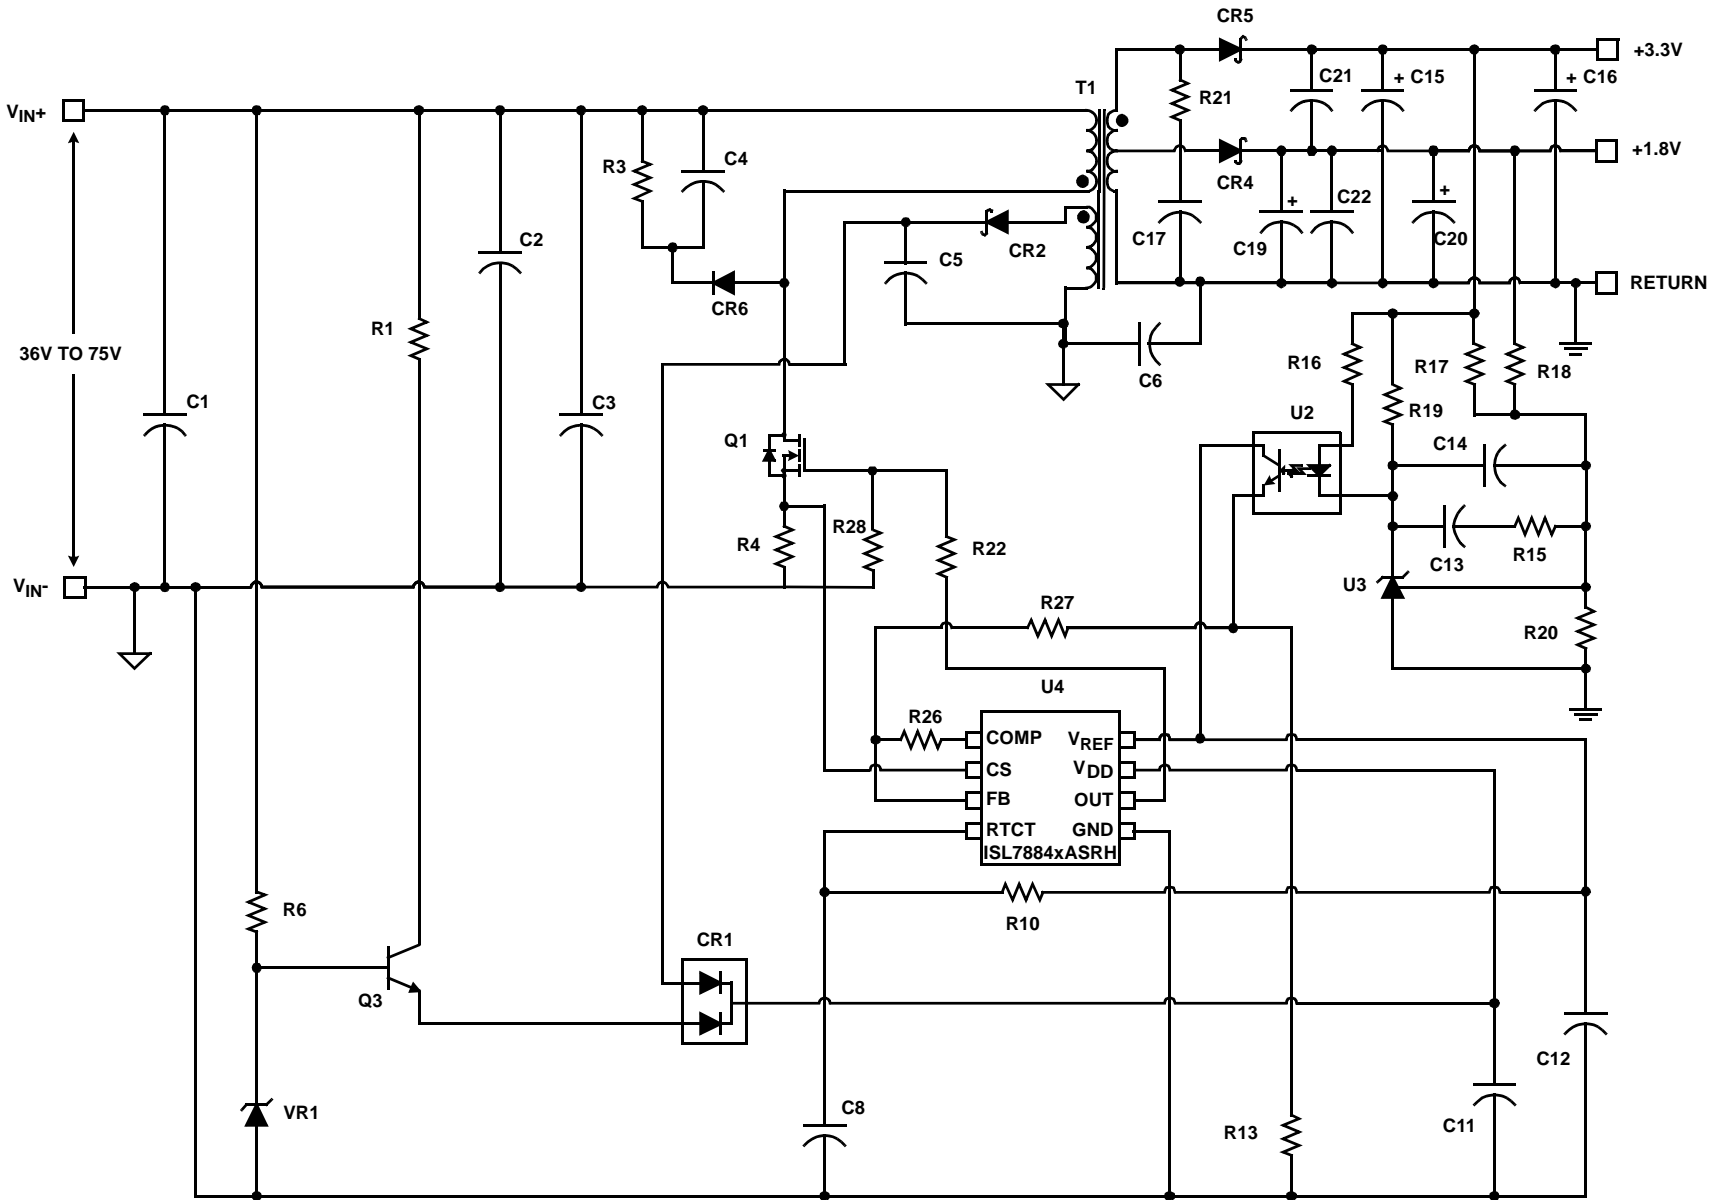 CR5
+3.3V
C21
+ C15
+ C16
T1
R21
VIN+
+1.8V
R3
C4
CR4
+
C22
+
C17
C19
C20
C2
C5
CR2
RETURN
CR6
R1
36V TO 75V
C6
R16
R17
R18
C1
C3
U2
R19
Q1
C14
R28
R4
R22
C13
R15
VIN-
U3
R27
R20
U4
R26
COMP
VREF
CS
VDD
FB
OUT
RTCT
GND
ISL7884xASRH
R6
R10
CR1
Q3
C12
VR1
C8
C11
R13